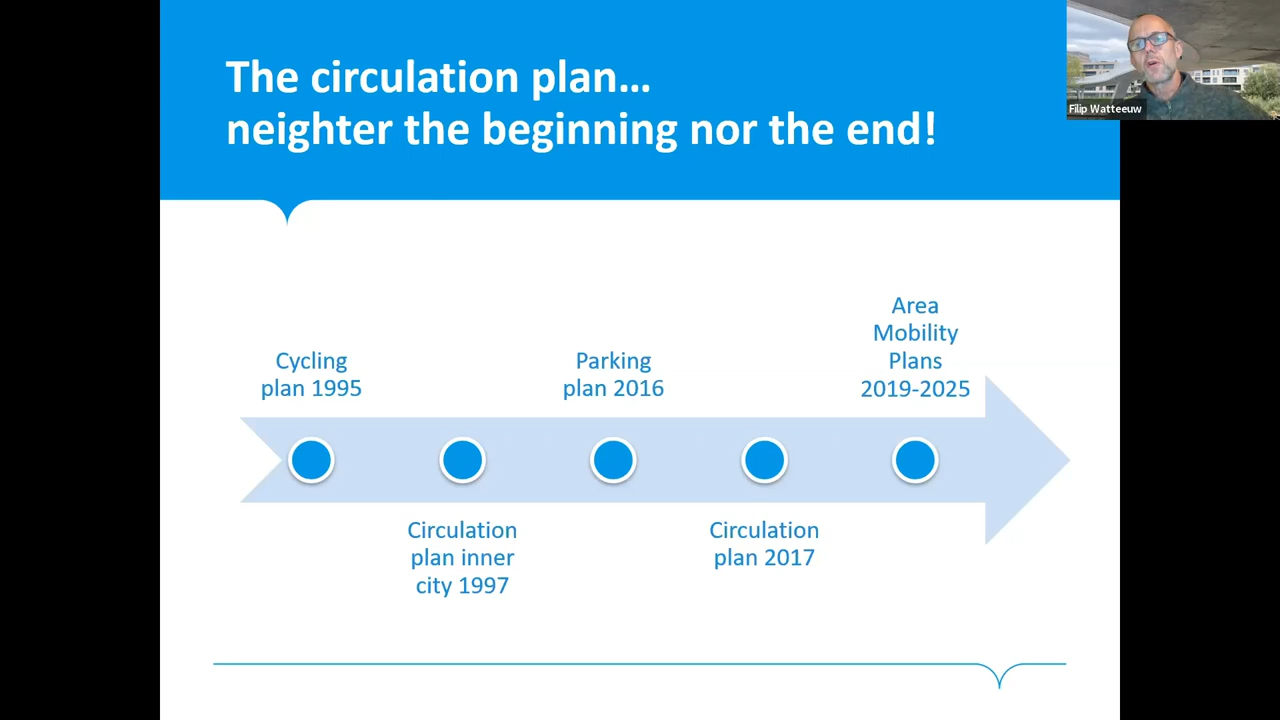 The circulation plan...
neighter the beginning nor the end!
Filip Watteeuw
Cycling
plan 1995
Circulation
plan inner
city 1997
Parking
plan 2016
Circulation
plan 2017
Area
Mobility
Plans
2019-2025